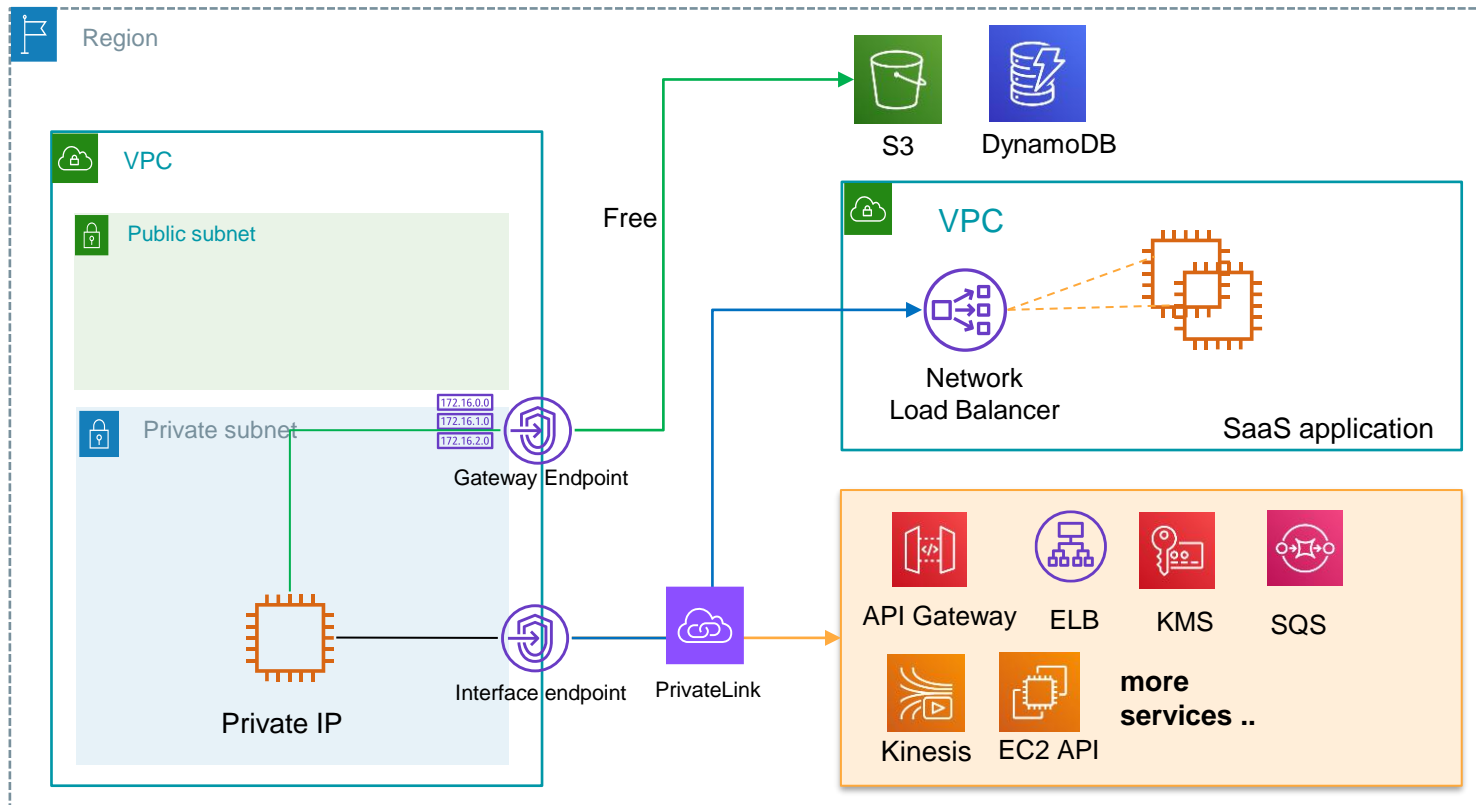 Region
S3
DynamoDB
VPC
Public subnet
Free
VPC
Network
Load Balancer
SaaS application
172.16.0.0
172.16.1.0
172.16.2.0
Private subnet
Gateway Endpoint
API Gateway
ELB
KMS
SQS
Interface endpoint
PrivateLink
Private IP
more
services ..
Kinesis
EC2 API